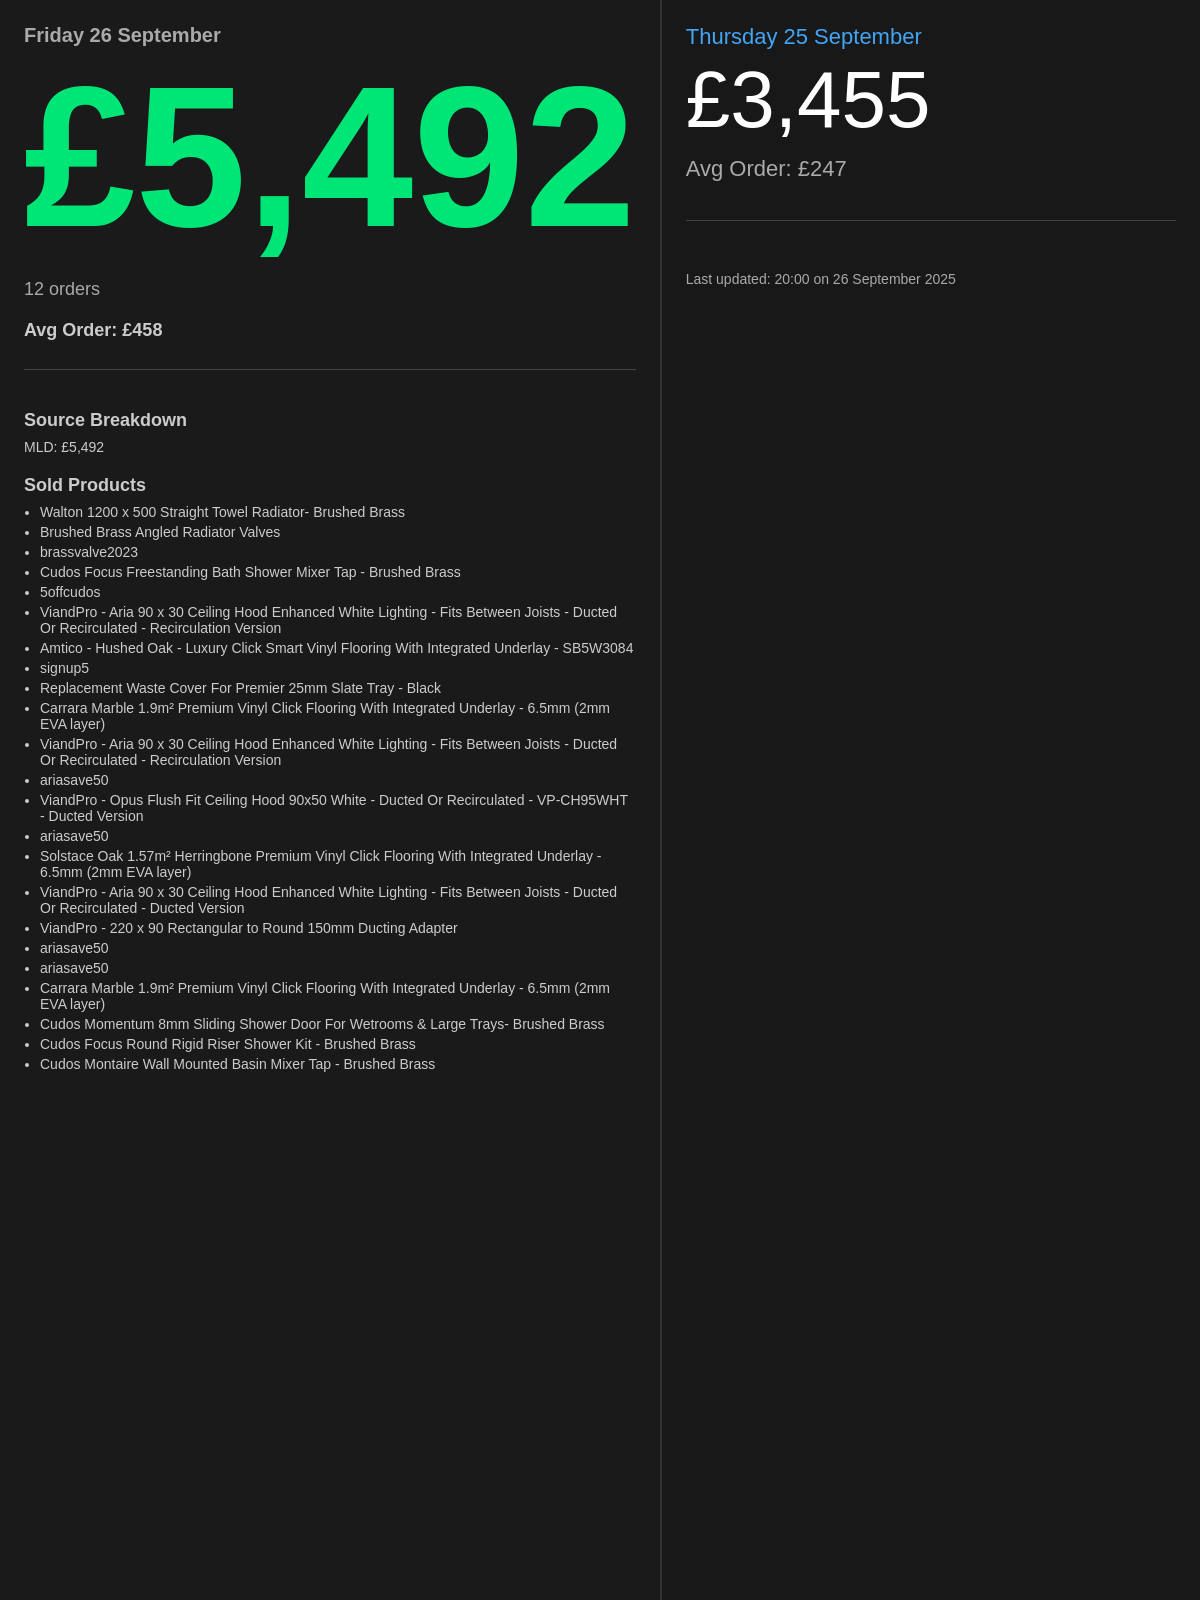 Friday 26 September
£5,492
12 orders
Avg Order: £458
Source Breakdown
MLD: £5,492
Sold Products
• Walton 1200 x 500 Straight Towel Radiator- Brushed Brass
• Brushed Brass Angled Radiator Valves
• brassvalve2023
• Cudos Focus Freestanding Bath Shower Mixer Tap - Brushed Brass
• 5offcudos
• ViandPro - Aria 90 x 30 Ceiling Hood Enhanced White Lighting - Fits Between Joists - Ducted
Or Recirculated - Recirculation Version
• Amtico - Hushed Oak - Luxury Click Smart Vinyl Flooring With Integrated Underlay - SB5W3084
• signup5
• Replacement Waste Cover For Premier 25mm Slate Tray - Black
• Carrara Marble 1.9m² Premium Vinyl Click Flooring With Integrated Underlay - 6.5mm (2mm
EVA layer)
• ViandPro - Aria 90 x 30 Ceiling Hood Enhanced White Lighting - Fits Between Joists - Ducted
Or Recirculated - Recirculation Version
• ariasave50
• ViandPro - Opus Flush Fit Ceiling Hood 90x50 White - Ducted Or Recirculated - VP-CH95WHT
- Ducted Version
• ariasave50
• Solstace Oak 1.57m² Herringbone Premium Vinyl Click Flooring With Integrated Underlay -
6.5mm (2mm EVA layer)
• ViandPro - Aria 90 x 30 Ceiling Hood Enhanced White Lighting - Fits Between Joists - Ducted
Or Recirculated - Ducted Version
• ViandPro - 220 x 90 Rectangular to Round 150mm Ducting Adapter
• ariasave50
• ariasave50
• Carrara Marble 1.9m² Premium Vinyl Click Flooring With Integrated Underlay - 6.5mm (2mm
EVA layer)
• Cudos Momentum 8mm Sliding Shower Door For Wetrooms & Large Trays- Brushed Brass
• Cudos Focus Round Rigid Riser Shower Kit - Brushed Brass
• Cudos Montaire Wall Mounted Basin Mixer Tap - Brushed Brass
Thursday 25 September
£3,455
Avg Order: £247
Last updated: 20:00 on 26 September 2025